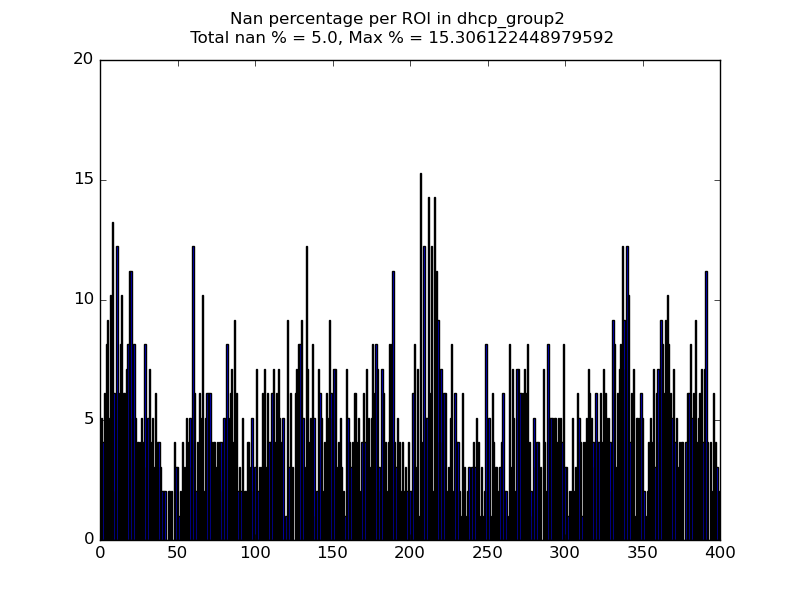 Nan percentage per ROI in dhcp_group2
Total nan % = 5.0, Max % = 15.306122448979592
20
15
10
5
0
0 50 100 150 200 250 300 350 400